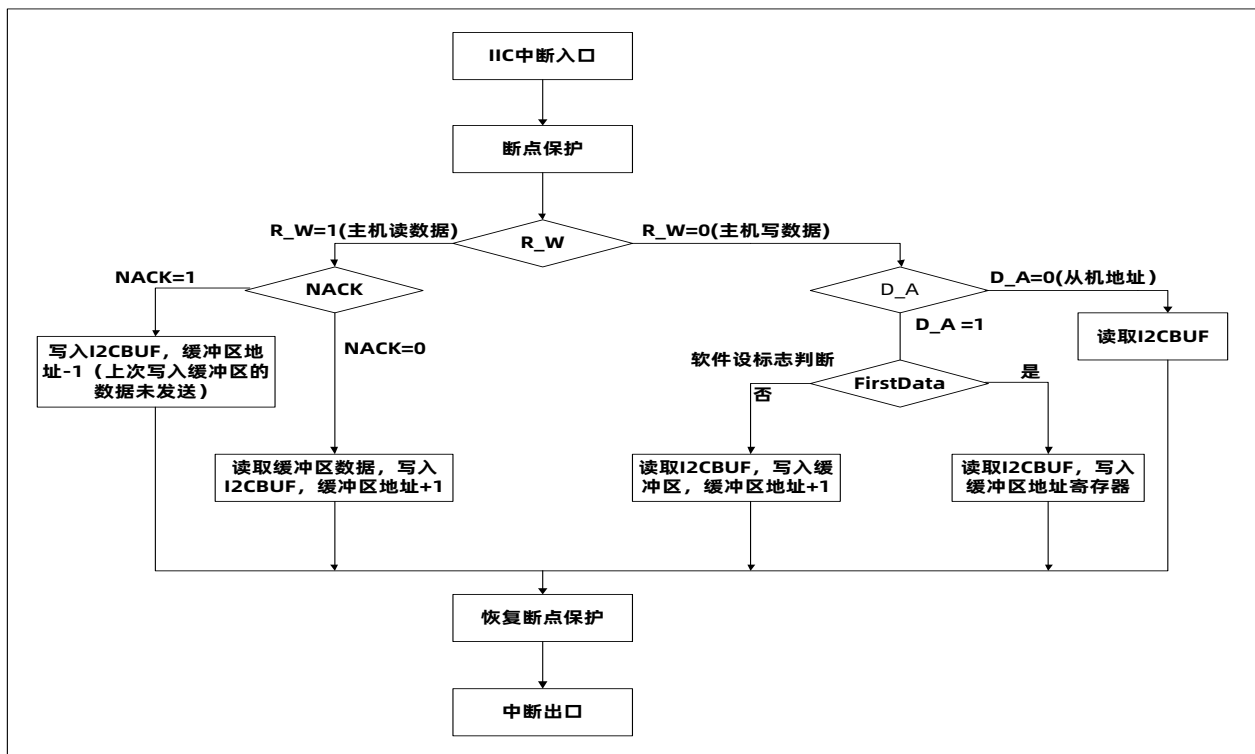 IIC中断入口
断点保护
R_W=1(主机读数据)
R_W
R_W=0(主机写数据)
NACK=1
NACK
D_A
D_A=0(从机地址）
NACK=0
D_A =1
写入I2CBUF，缓冲区地
址-1（上次写入缓冲区的
数据未发送）
读取I2CBUF
软件设标志判断
否
FirstData
是
读取缓冲区数据，写入
I2CBUF，缓冲区地址+1
读取I2CBUF，写入缓
冲区，缓冲区地址+1
读取I2CBUF，写入
缓冲区地址寄存器
恢复断点保护
中断出口